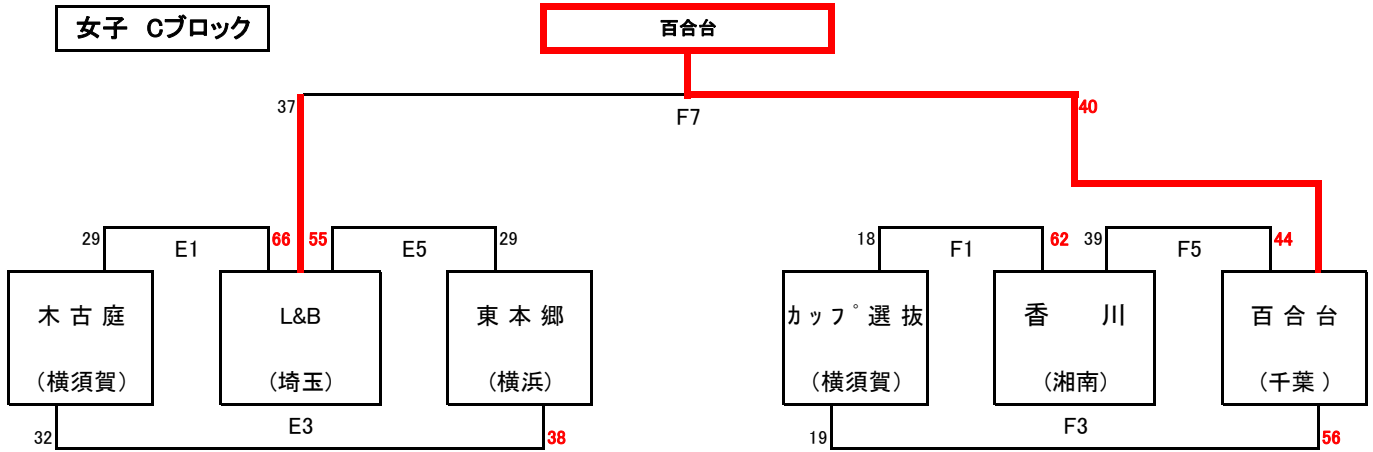 女子　Cブロック
百合台
37
40
F7
29
E1
66
55
E5
29
18
F1
62
39
F5
44
木 古 庭
L&B
東 本 郷
ｶｯﾌﾟ選 抜
香　　川
百 合 台
（横須賀）
（埼玉）
（横浜）
（横須賀）
（湘南）
（千葉 ）
32
E3
38
19
F3
56